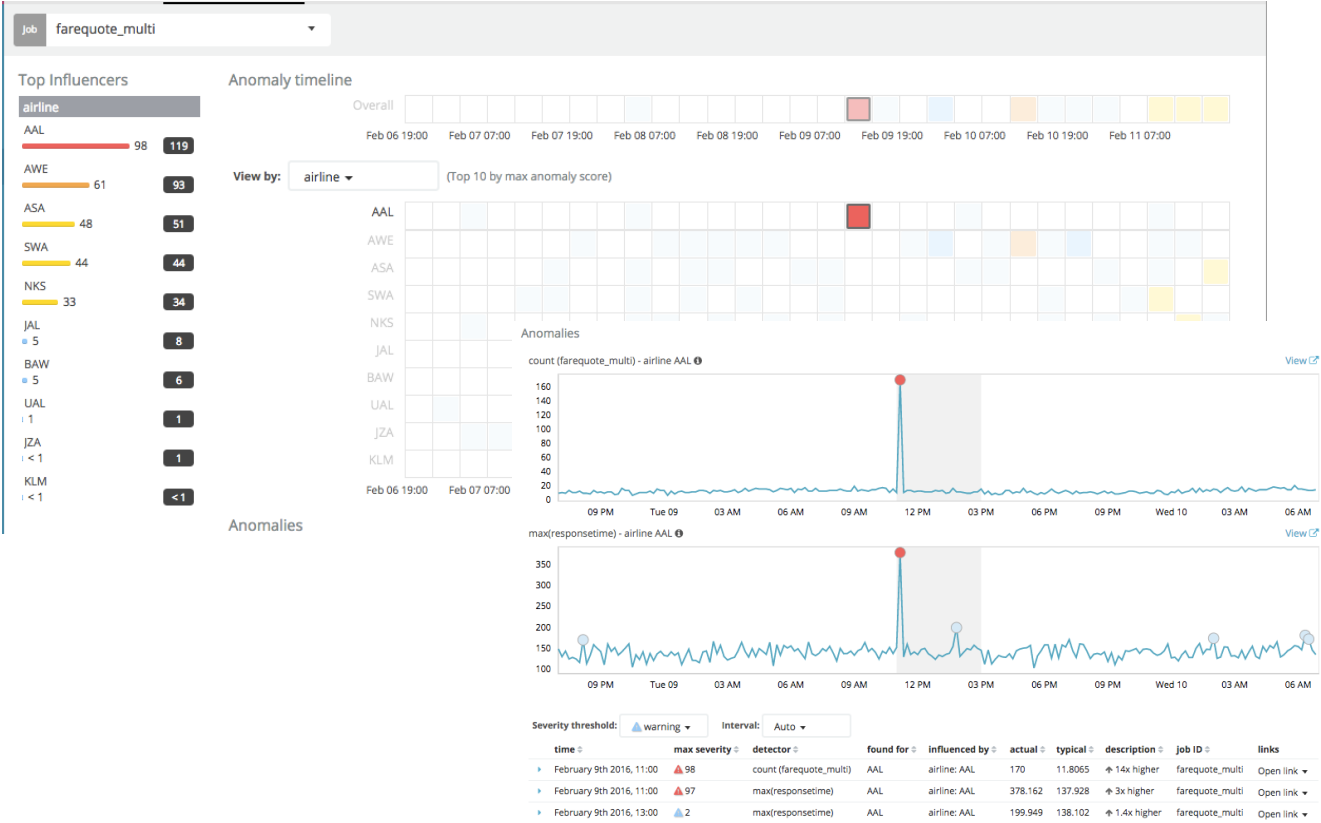 Job farequote_multi
Top Influencers
airline
AAL
98 119
AWE
61 93
ASA
48 51
SWA
44 44
NKS
33 34
JAL
5 8
BAW
5 6
UAL
1 1
JZA
< 1 1
KLM
< 1 < 1
Anomaly timeline
Overall
Feb 06 19:00 Feb 07 07:00 Feb 07 19:00 Feb 08 07:00 Feb 08 19:00 Feb 09 07:00 Feb 09 19:00 Feb 10 07:00 Feb 10 19:00 Feb 11 07:00
View by: airline (Top 10 by max anomaly score)
AAL
AWE
ASA
SWA
NKS
JAL
BAW
UAL
JZA
KLM
Feb 06 19:00 Feb 07 07:00
Anomalies
Anomalies
count (farequote_multi) - airline AAL View
160
140
120
100
80
60
40
20
0
09 PM Tue 09 03 AM 06 AM 09 AM 12 PM 03 PM 06 PM 09 PM Wed 10 03 AM 06 AM
max(responsetime) - airline AAL View
350
300
250
200
150
100
09 PM Tue 09 03 AM 06 AM 09 AM 12 PM 03 PM 06 PM 09 PM Wed 10 03 AM 06 AM
Severity threshold: warning Interval: Auto
time max severity detector found for influenced by actual typical description job ID links
February 9th 2016, 11:00 98 count (farequote_multi) AAL airline: AAL 170 11.8065 14x higher farequote_multi Open link
February 9th 2016, 11:00 97 max(responsetime) AAL airline: AAL 378.162 137.928 3x higher farequote_multi Open link
February 9th 2016, 13:00 2 max(responsetime) AAL airline: AAL 199.949 138.102 1.4x higher farequote_multi Open link